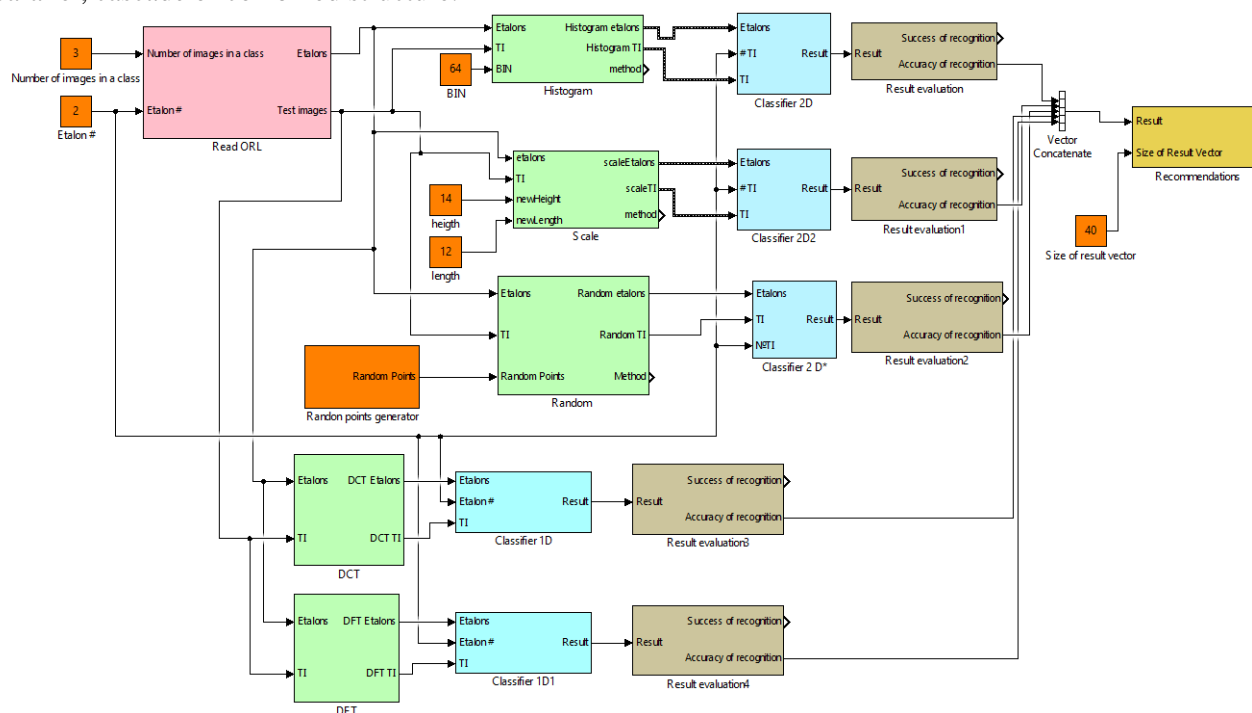 Number of images in a class
Etalon #
Etalons
Test images
Read ORL
3
Number of images in a class
2
Etalon #
Etalons
TI
BIN
Histogram etalons
Histogram TI
method
Histogram
64
BIN
Etalons
# TI
TI
Result
Classifier 2D
Result
Success of recognition
Accuracy of recognition
Result evaluation
Vector
Concatenate
Result
Size of Result Vector
Recommendations
40
Size of result vector
etalons
TI
newHeight
newLength
scaleEtalons
scaleTI
method
Scale
14
heigth
12
length
Etalons
# TI
TI
Result
Classifier 2D2
Result
Success of recognition
Accuracy of recognition
Result evaluation1
Etalons
TI
Random Points
Random etalons
Random TI
Method
Random
Random Points
Randon points generator
Etalons
TI
№TI
Result
Classifier 2 D*
Result
Success of recognition
Accuracy of recognition
Result evaluation2
Etalons
TI
DCT Etalons
DCT TI
DCT
Etalons
Etalon #
TI
Result
Classifier 1D
Result
Success of recognition
Accuracy of recognition
Result evaluation3
Etalons
TI
DFT Etalons
DFT TI
DFT
Etalons
Etalon #
TI
Result
Classifier 1D1
Result
Success of recognition
Accuracy of recognition
Result evaluation4